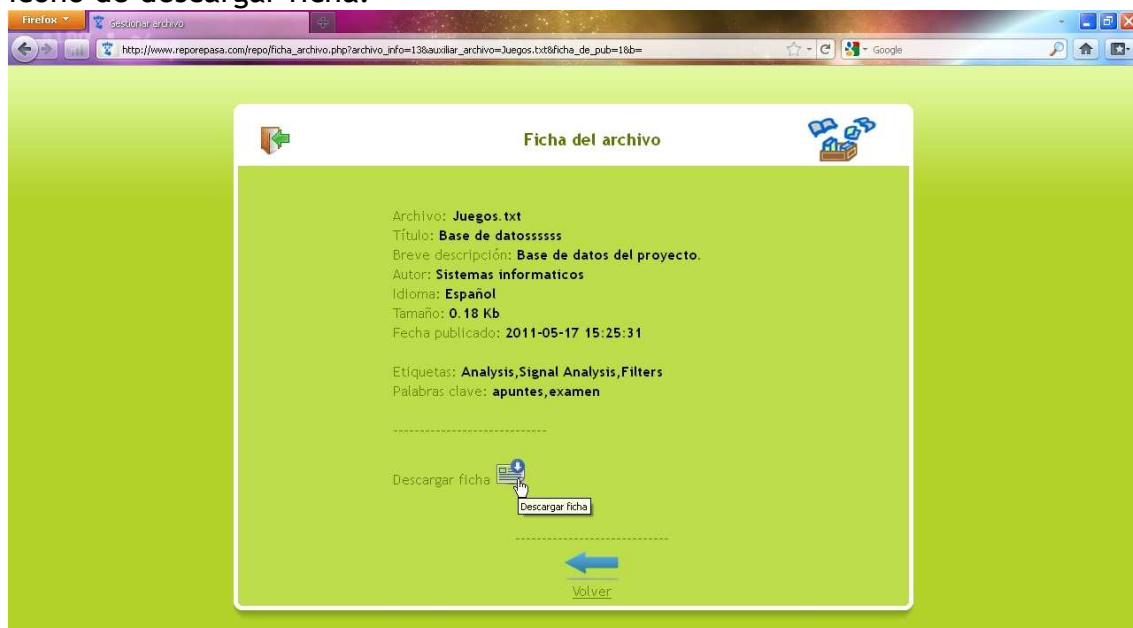 icono de descargar ficha.
Firefox
Gestionar archivo
http://www.reporepasa.com/repo/ficha_archivo.php?archivo_info=13&auxiliar_archivo=Juegos.txt&ficha_de_pub=1&b=
Google
Ficha del archivo
Archivo: Juegos.txt
Título: Base de datosssss
Breve descripción: Base de datos del proyecto.
Autor: Sistemas informaticos
Idioma: Español
Tamaño: 0.18 Kb
Fecha publicado: 2011-05-17 15:25:31
Etiquetas: Analysis,Signal Analysis,Filters
Palabras clave: apuntes,examen
-----------------------------
Descargar ficha
Descargar ficha
-----------------------------
Volver